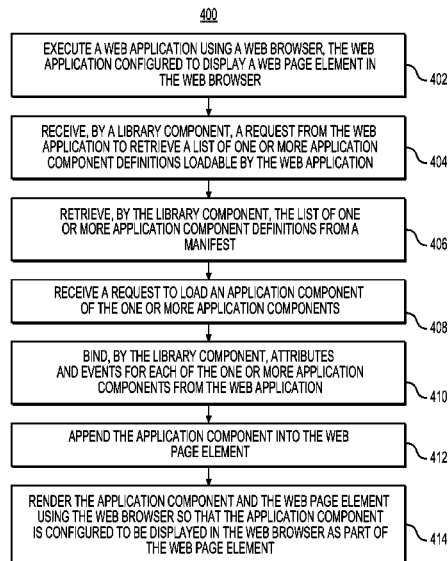 400
EXECUTE A WEB APPLICATION USING A WEB BROWSER, THE WEB
APPLICATION CONFIGURED TO DISPLAY A WEB PAGE ELEMENT IN
THE WEB BROWSER
402
RECEIVE, BY A LIBRARY COMPONENT, A REQUEST FROM THE WEB
APPLICATION TO RETRIEVE A LIST OF ONE OR MORE APPLICATION
COMPONENT DEFINITIONS LOADABLE BY THE WEB APPLICATION
404
RETRIEVE, BY THE LIBRARY COMPONENT, THE LIST OF ONE
OR MORE APPLICATION COMPONENT DEFINITIONS FROM A
MANIFEST
406
RECEIVE A REQUEST TO LOAD AN APPLICATION COMPONENT
OF THE ONE OR MORE APPLICATION COMPONENTS
408
BIND, BY THE LIBRARY COMPONENT, ATTRIBUTES
AND EVENTS FOR EACH OF THE ONE OR MORE APPLICATION
COMPONENTS FROM THE WEB APPLICATION
410
APPEND THE APPLICATION COMPONENT INTO THE WEB
PAGE ELEMENT
412
RENDER THE APPLICATION COMPONENT AND THE WEB PAGE ELEMENT
USING THE WEB BROWSER SO THAT THE APPLICATION COMPONENT
IS CONFIGURED TO BE DISPLAYED IN THE WEB BROWSER AS PART OF
THE WEB PAGE ELEMENT
414